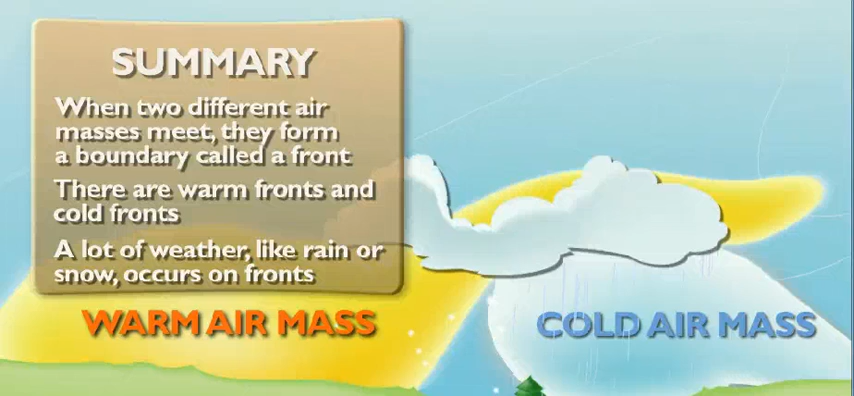 SUMMARY
When two different air
masses meet, they form
a boundary called a front
There are warm fronts and
cold fronts
A lot of weather, like rain or
snow, occurs on fronts
WARM AIR MASS
COLD AIR MASS